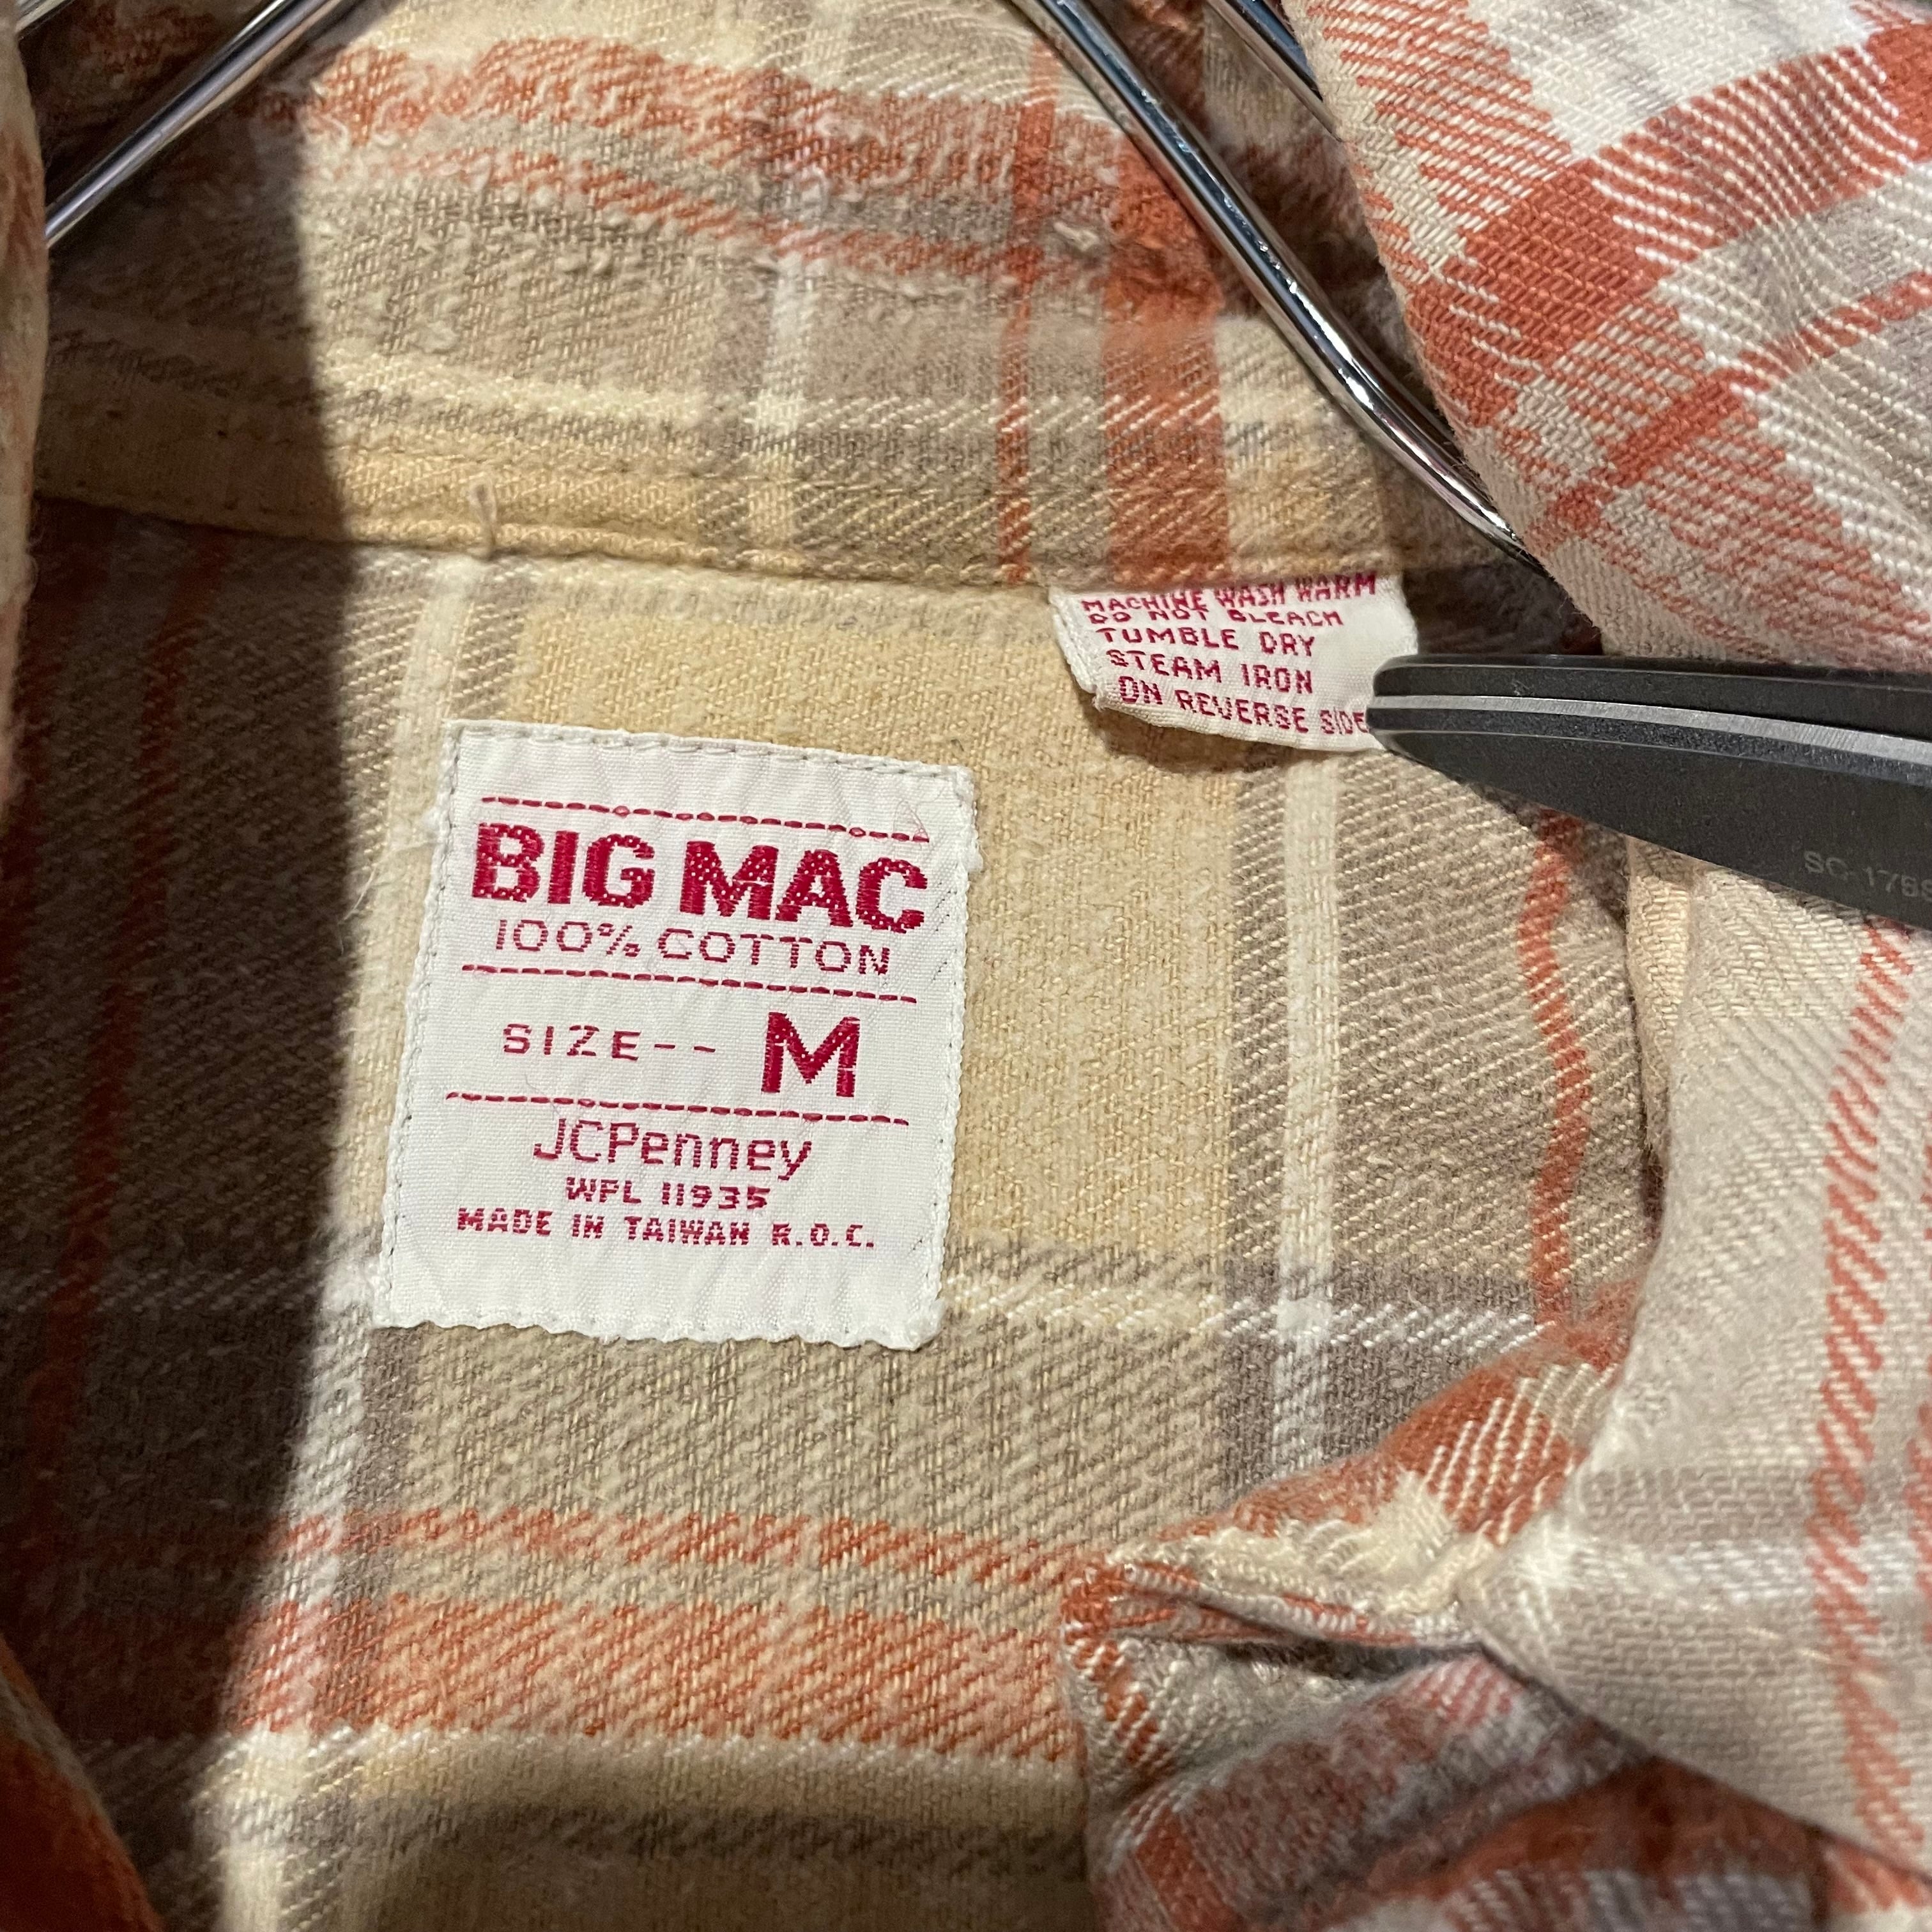 MACHINE WASH WARM
DO NOT BLEACH
TUMBLE DRY
STEAM IRON
ON REVERSE SIDE
BIG MAC
100% COTTON
SIZE-- M
JCPenney
WPL 11935
MADE IN TAIWAN R.O.C.